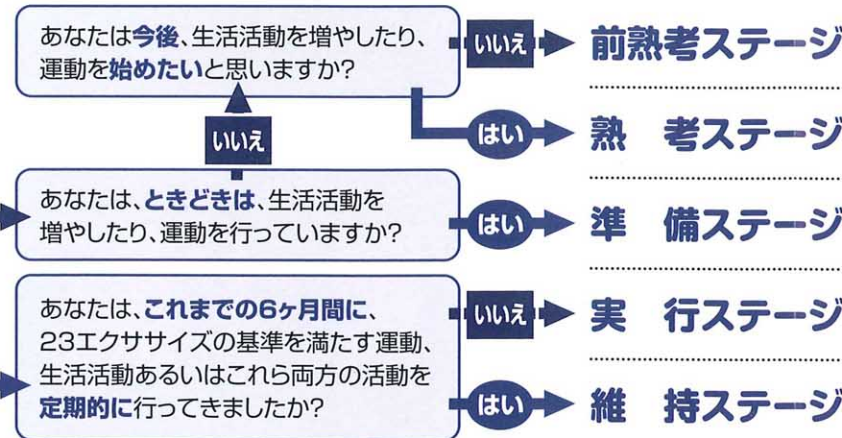 あなたは今後、生活活動を増やしたり、
運動を始めたいと思いますか?
いいえ
前熟考ステージ
はい
熟 考ステージ
いいえ
あなたは、ときどきは、生活活動を
増やしたり、運動を行っていますか?
はい
準 備ステージ
あなたは、これまでの6ヶ月間に、
23エクササイズの基準を満たす運動、
生活活動あるいはこれら両方の活動を
定期的に行ってきましたか?
いいえ
実 行ステージ
はい
維 持ステージ